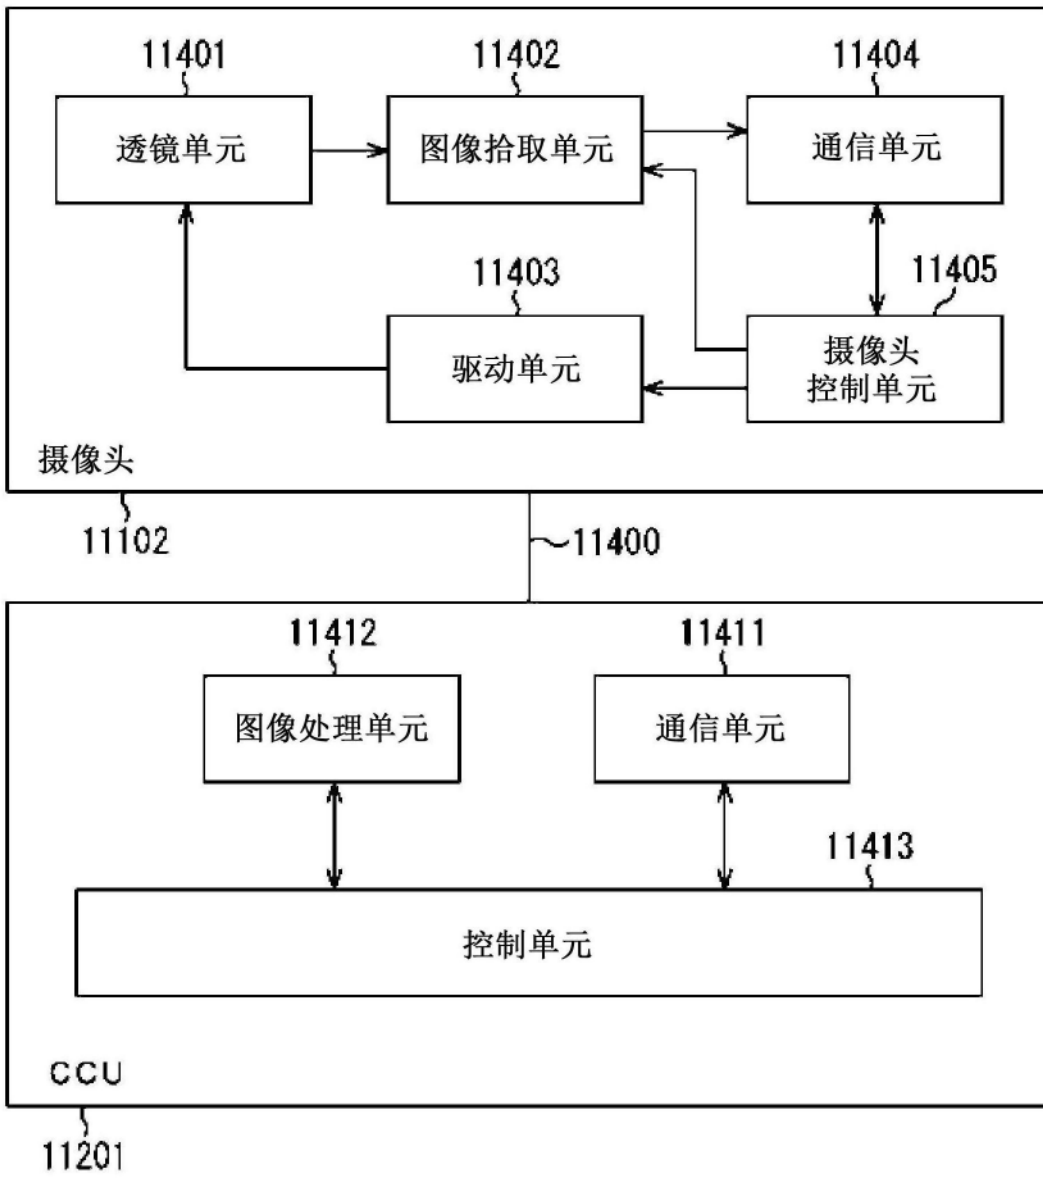 11401
11402
11404
透镜单元
图像拾取单元
通信单元
11403
11405
驱动单元
摄像头
控制单元
摄像头
11102
11400
11412
11411
图像处理单元
通信单元
11413
控制单元
CCU
11201